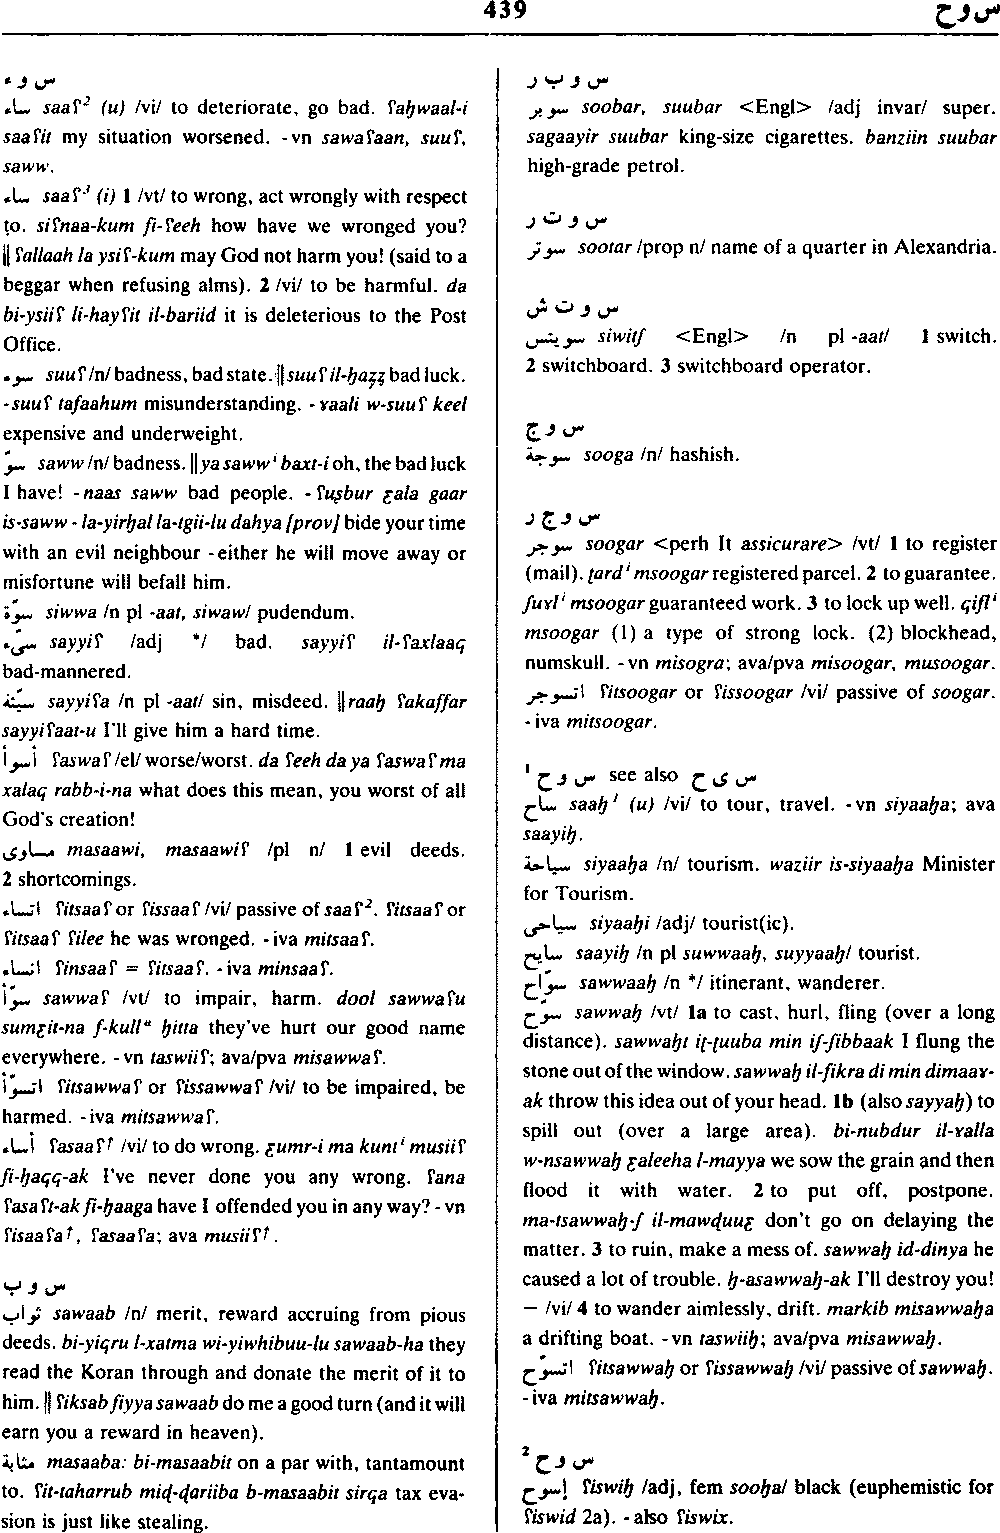 439
س و ح
س و ء
ساء saaʕ² (u) /vi/ to deteriorate, go bad. ʕaḥwaal-i
saaʕit my situation worsened. -vn sawaʕaan, suuʕ,
saww.
ساء saaʕ³ (i) 1 /vt/ to wrong, act wrongly with respect
to. siʕnaa-kum fi-ʕeeh how have we wronged you?
‖ ʕallaah la ysiʕ-kum may God not harm you! (said to a
beggar when refusing alms). 2 /vi/ to be harmful. da
bi-ysiiʕ li-hayʕit il-bariid it is deleterious to the Post
Office.
سوء suuʕ /n/ badness, bad state. ‖ suuʕ il-ḥaẓẓ bad luck.
-suuʕ tafaahum misunderstanding. -ɤaali w-suuʕ keel
expensive and underweight.
سوّ saww /n/ badness. ‖ ya sawwⁱ baxt-i oh, the bad luck
I have! -naas saww bad people. -ʕuṣbur ƹala gaar
is-saww - la-yirḥal la-tgii-lu dahya [prov] bide your time
with an evil neighbour -either he will move away or
misfortune will befall him.
سوّة siwwa /n pl -aat, siwaw/ pudendum.
سيّء sayyiʕ /adj */ bad. sayyiʕ il-ʕaxlaaq
bad-mannered.
سيّئة sayyiʕa /n pl -aat/ sin, misdeed. ‖ raaḥ ʕakaffar
sayyiʕaat-u I'll give him a hard time.
أسوأ ʕaswaʕ /el/ worse/worst. da ʕeeh da ya ʕaswaʕ ma
xalaq rabb-i-na what does this mean, you worst of all
God's creation!
مساوى masaawi, masaawiʕ /pl n/ 1 evil deeds.
2 shortcomings.
اتساء ʕitsaaʕ or ʕissaaʕ /vi/ passive of saaʕ². ʕitsaaʕ or
ʕitsaaʕ ʕilee he was wronged. -iva mitsaaʕ.
انساء ʕinsaaʕ = ʕitsaaʕ. -iva minsaaʕ.
سوّأ sawwaʕ /vt/ to impair, harm. dool sawwaʕu
sumƹit-na f-kullᵘ ḥitta they've hurt our good name
everywhere. -vn taswiiʕ; ava/pva misawwaʕ.
اتسوّأ ʕitsawwaʕ or ʕissawwaʕ /vi/ to be impaired, be
harmed. -iva mitsawwaʕ.
أساء ʕasaaʕ↑ /vi/ to do wrong. ƹumr-i ma kuntⁱ musiiʕ
fi-ḥaqq-ak I've never done you any wrong. ʕana
ʕasaʕt-ak fi-ḥaaga have I offended you in any way? -vn
ʕisaaʕa↑, ʕasaaʕa; ava musiiʕ↑.
س و ب
ثواب sawaab /n/ merit, reward accruing from pious
deeds. bi-yiqru l-xatma wi-yiwhibuu-lu sawaab-ha they
read the Koran through and donate the merit of it to
him. ‖ ʕiksab fiyya sawaab do me a good turn (and it will
earn you a reward in heaven).
مثابة masaaba: bi-masaabit on a par with, tantamount
to. ʕit-taharrub miḍ-ḍariiba b-masaabit sirqa tax eva-
sion is just like stealing.
س و ب ر
سوبر soobar, suubar <Engl> /adj invar/ super.
sagaayir suubar king-size cigarettes. banziin suubar
high-grade petrol.
س و ت ر
سوتر sootar /prop n/ name of a quarter in Alexandria.
س و ت ش
سويتش siwitʃ <Engl> /n pl -aat/ 1 switch.
2 switchboard. 3 switchboard operator.
س و ج
سوجة sooga /n/ hashish.
س و ج ر
سوجر soogar <perh It assicurare> /vt/ 1 to register
(mail). ṭardⁱ msoogar registered parcel. 2 to guarantee.
ʃuɤlⁱ msoogar guaranteed work. 3 to lock up well. qiflⁱ
msoogar (1) a type of strong lock. (2) blockhead,
numskull. -vn misogra; ava/pva misoogar, musoogar.
اتسوجر ʕitsoogar or ʕissoogar /vi/ passive of soogar.
-iva mitsoogar.
س و ح ¹ see also س ى ح
ساح saaḥ¹ (u) /vi/ to tour, travel. -vn siyaaḥa; ava
saayiḥ.
سياحة siyaaḥa /n/ tourism. waziir is-siyaaḥa Minister
for Tourism.
سياحى siyaaḥi /adj/ tourist(ic).
سايح saayiḥ /n pl suwwaaḥ, suyyaaḥ/ tourist.
سوّاح sawwaaḥ /n */ itinerant, wanderer.
سوّح sawwaḥ /vt/ 1a to cast, hurl, fling (over a long
distance). sawwaḥt iṭ-ṭuuba min iʃ-ʃibbaak I flung the
stone out of the window. sawwaḥ il-fikra di min dimaaɤ-
ak throw this idea out of your head. 1b (also sayyaḥ) to
spill out (over a large area). bi-nubdur il-ɤalla
w-nsawwaḥ ƹaleeha l-mayya we sow the grain and then
flood it with water. 2 to put off, postpone.
ma-tsawwaḥ-ʃ il-mawḍuuƹ don't go on delaying the
matter. 3 to ruin, make a mess of. sawwaḥ id-dinya he
caused a lot of trouble. ḥ-asawwaḥ-ak I'll destroy you!
— /vi/ 4 to wander aimlessly, drift. markib misawwaḥa
a drifting boat. -vn taswiiḥ; ava/pva misawwaḥ.
اتسوّح ʕitsawwaḥ or ʕissawwaḥ /vi/ passive of sawwaḥ.
-iva mitsawwaḥ.
س و ح ²
إسوح ʕiswiḥ /adj, fem sooḥa/ black (euphemistic for
ʕiswid 2a). -also ʕiswix.